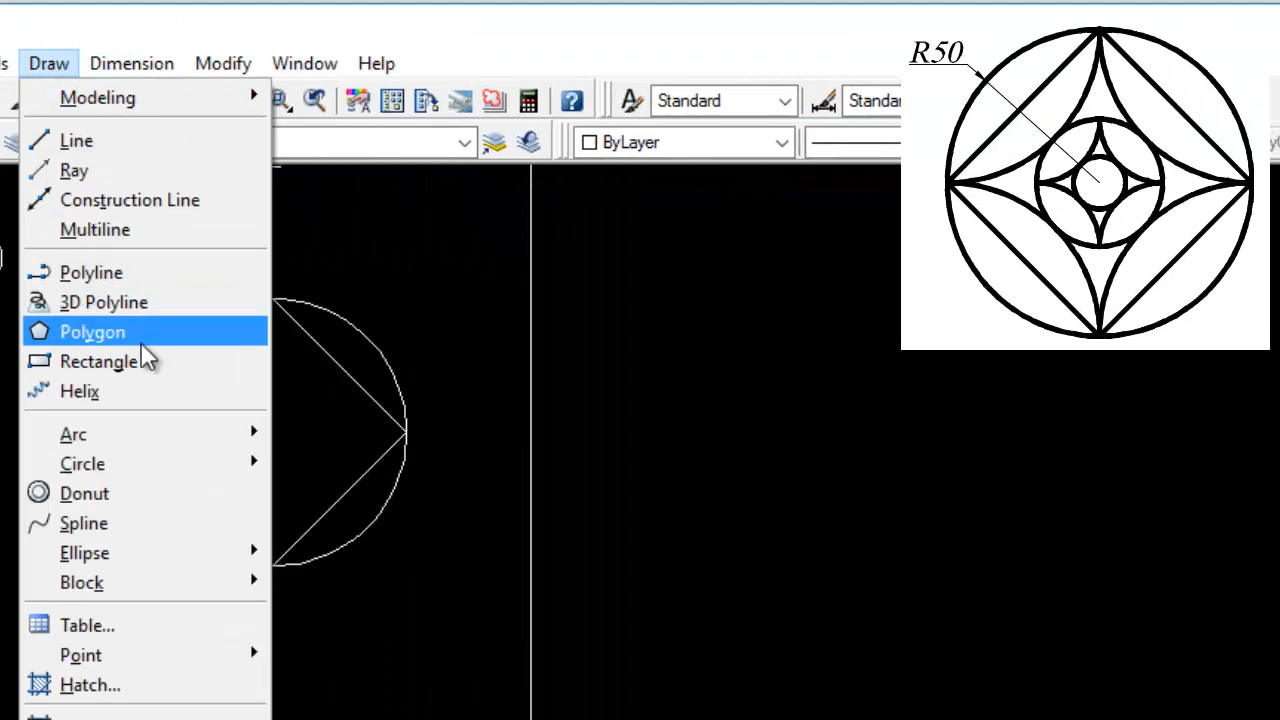 s Draw Dimension Modify Window Help
Standard Standar
ByLayer
Modeling
Line
Ray
Construction Line
Multiline
Polyline
3D Polyline
Polygon
Rectangle
Helix
Arc
Circle
Donut
Spline
Ellipse
Block
Table...
Point
Hatch...
R50